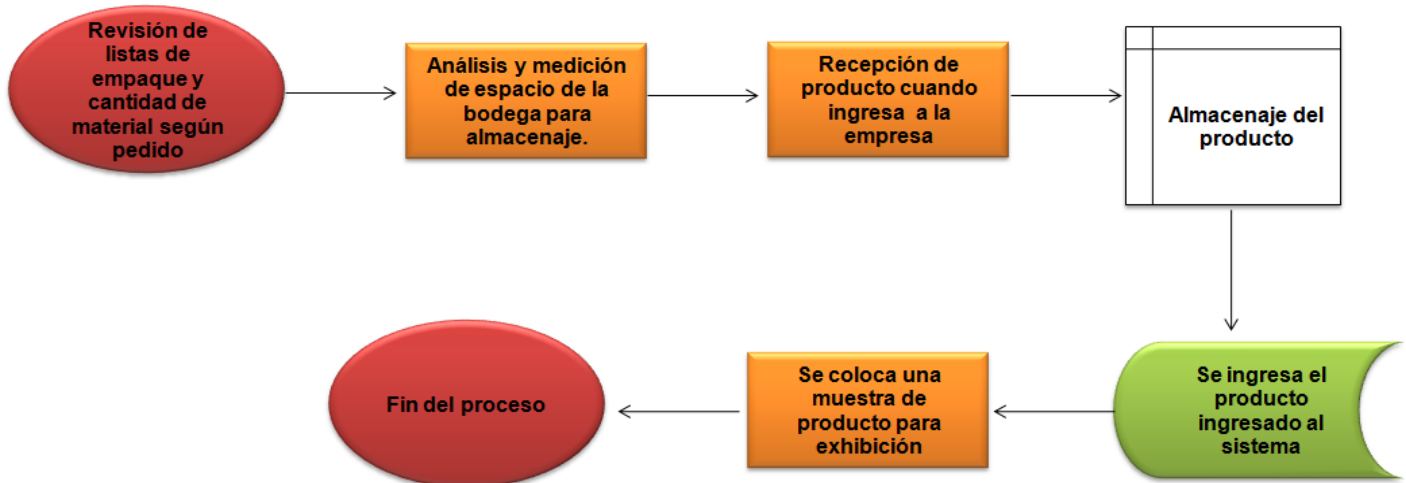 Revisión de
listas de
empaque y
cantidad de
material según
pedido
Análisis y medición
de espacio de la
bodega para
almacenaje.
Recepción de
producto cuando
ingresa a la
empresa
Almacenaje del
producto
Se ingresa el
producto
ingresado al
sistema
Se coloca una
muestra de
producto para
exhibición
Fin del proceso